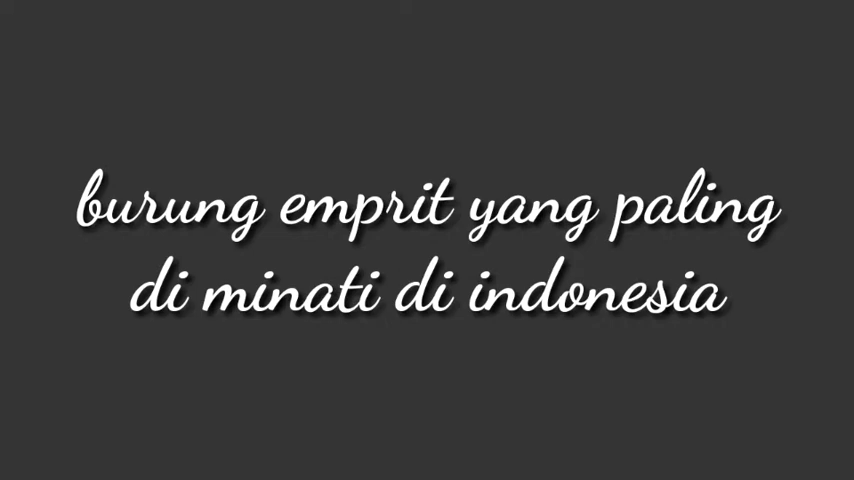 burung emprit yang paling
di minati di indonesia